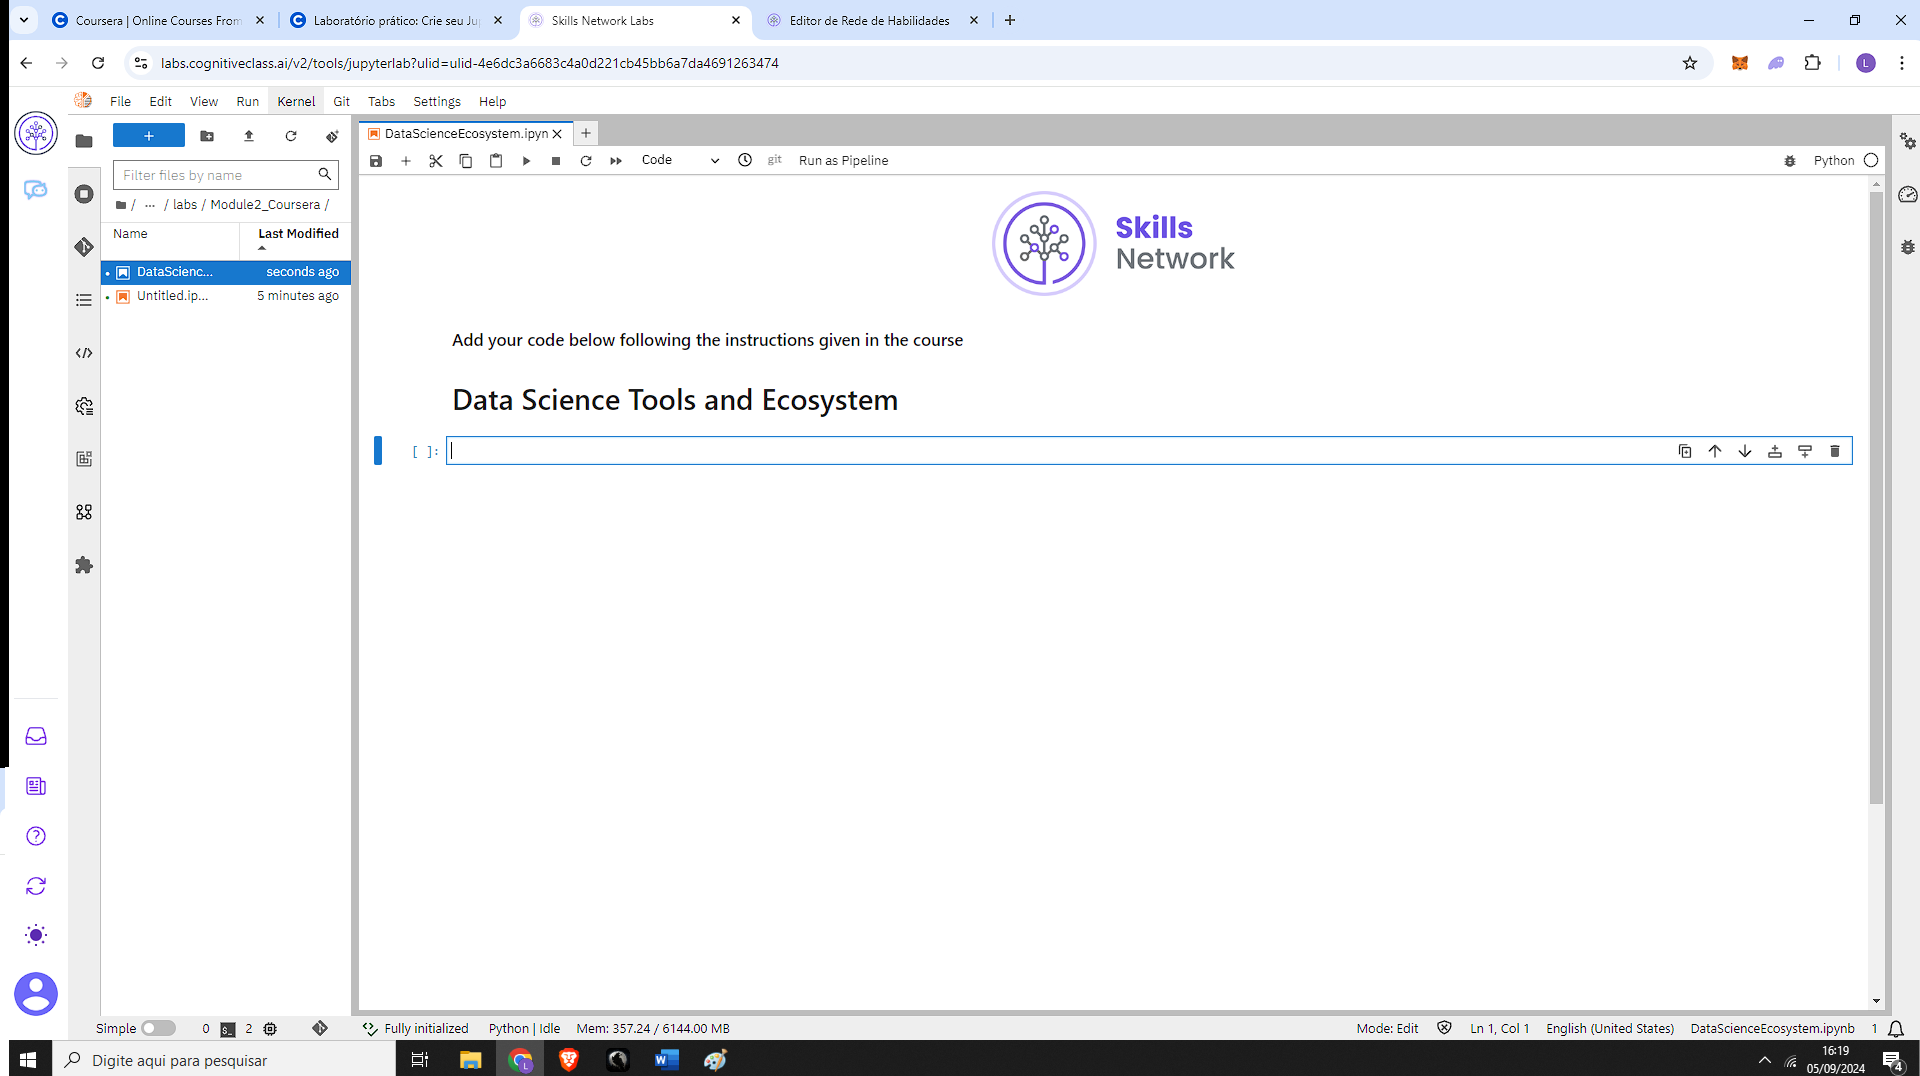 Coursera | Online Courses From
Laboratório prático: Crie seu Ju
Skills Network Labs
Editor de Rede de Habilidades
labs.cognitiveclass.ai/v2/tools/jupyterlab?ulid=ulid-4e6dc3a6683c4a0d221cb45bb6a7da4691263474
L
File Edit View Run Kernel Git Tabs Settings Help
DataScienceEcosystem.ipyn
Code
git
Run as Pipeline
Python
Filter files by name
/ ... / labs / Module2_Coursera /
Name Last Modified
DataScienc... seconds ago
Untitled.ip... 5 minutes ago
Skills
Network
Add your code below following the instructions given in the course
Data Science Tools and Ecosystem
[ ]:
Simple 0 2 Fully initialized Python | Idle Mem: 357.24 / 6144.00 MB Mode: Edit Ln 1, Col 1 English (United States) DataScienceEcosystem.ipynb 1
Digite aqui para pesquisar
16:19
05/09/2024
4